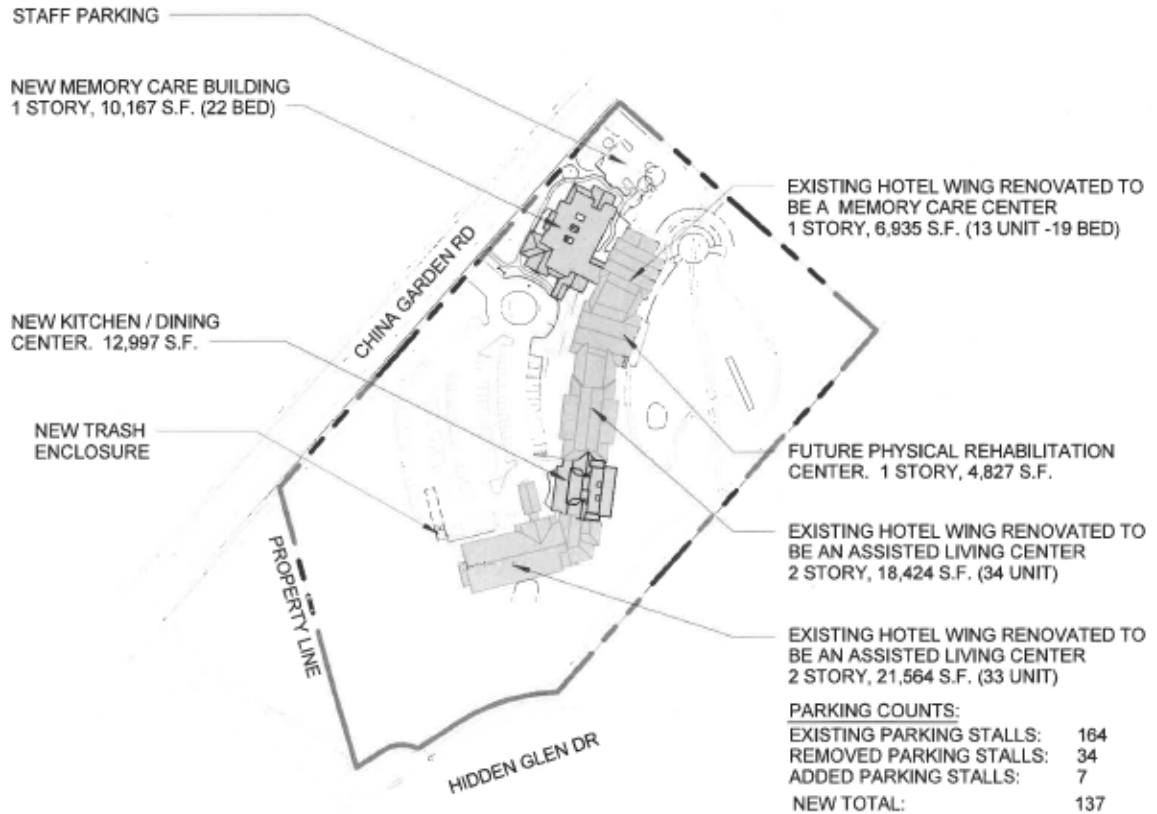 STAFF PARKING
NEW MEMORY CARE BUILDING
1 STORY, 10,167 S.F. (22 BED)
EXISTING HOTEL WING RENOVATED TO
BE A MEMORY CARE CENTER
1 STORY, 6,935 S.F. (13 UNIT -19 BED)
CHINA GARDEN RD
NEW KITCHEN / DINING
CENTER. 12,997 S.F.
NEW TRASH
ENCLOSURE
FUTURE PHYSICAL REHABILITATION
CENTER. 1 STORY, 4,827 S.F.
EXISTING HOTEL WING RENOVATED TO
BE AN ASSISTED LIVING CENTER
2 STORY, 18,424 S.F. (34 UNIT)
PROPERTY LINE
EXISTING HOTEL WING RENOVATED TO
BE AN ASSISTED LIVING CENTER
2 STORY, 21,564 S.F. (33 UNIT)
HIDDEN GLEN DR
PARKING COUNTS:
EXISTING PARKING STALLS: 164
REMOVED PARKING STALLS: 34
ADDED PARKING STALLS: 7
NEW TOTAL: 137